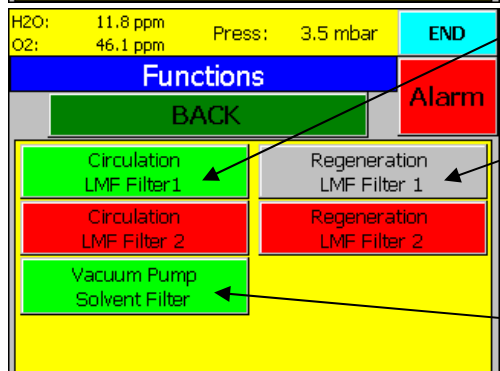 H2O: 11.8 ppm Press: 3.5 mbar END
O2: 46.1 ppm
Functions
Alarm
BACK
Circulation
LMF Filter1
Regeneration
LMF Filter 1
Circulation
LMF Filter 2
Regeneration
LMF Filter 2
Vacuum Pump
Solvent Filter